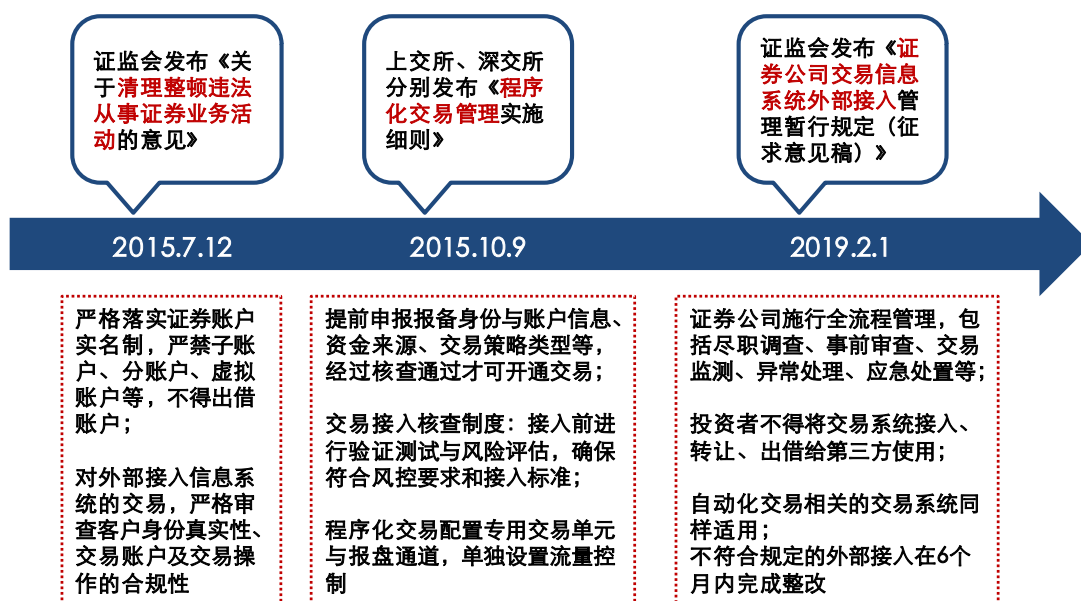 证监会发布《关
于清理整顿违法
从事证券业务活
动的意见》
上交所、深交所
分别发布《程序
化交易管理实施
细则》
证监会发布《证
券公司交易信息
系统外部接入管
理暂行规定（征
求意见稿）》
2015.7.12
2015.10.9
2019.2.1
严格落实证券账户
实名制，严禁子账
户、分账户、虚拟
账户等，不得出借
账户；
对外部接入信息系
统的交易，严格审
查客户身份真实性、
交易账户及交易操
作的合规性
提前申报报备身份与账户信息、
资金来源、交易策略类型等，
经过核查通过才可开通交易；
交易接入核查制度：接入前进
行验证测试与风险评估，确保
符合风控要求和接入标准；
程序化交易配置专用交易单元
与报盘通道，单独设置流量控
制
证券公司施行全流程管理，包
括尽职调查、事前审查、交易
监测、异常处理、应急处置等；
投资者不得将交易系统接入、
转让、出借给第三方使用；
自动化交易相关的交易系统同
样适用；
不符合规定的外部接入在6个
月内完成整改